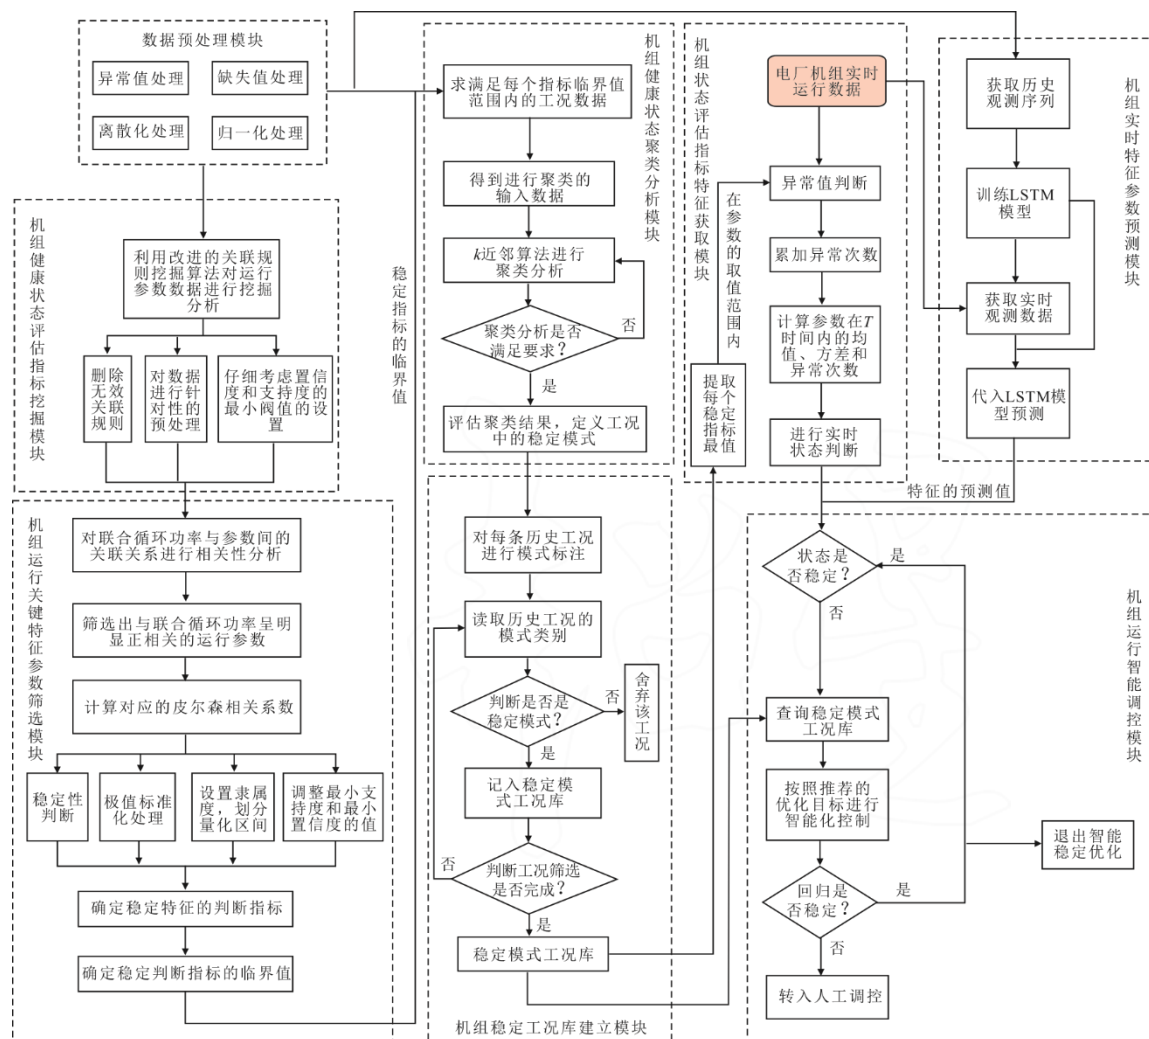 数据预处理模块
异常值处理
缺失值处理
离散化处理
归一化处理
机组健康状态评估指标挖掘模块
利用改进的关联规
则挖掘算法对运行
参数数据进行挖掘
分析
删除
无效
关联
规则
对数据
进行针
对性的
预处理
仔细考虑置信
度和支持度的
最小阀值的设
置
机组运行关键特征参数筛选模块
对联合循环功率与参数间的
关联关系进行相关性分析
筛选出与联合循环功率呈明
显正相关的运行参数
计算对应的皮尔森相关系数
稳定性
判断
极值标准
化处理
设置隶属
度，划分
量化区间
调整最小支
持度和最小
置信度的值
确定稳定特征的判断指标
确定稳定判断指标的临界值
稳定指标的临界值
机组健康状态聚类分析模块
求满足每个指标临界值
范围内的工况数据
得到进行聚类的
输入数据
k近邻算法进行
聚类分析
聚类分析是否
满足要求？
否
是
评估聚类结果，定义工况
中的稳定模式
对每条历史工况
进行模式标注
读取历史工况的
模式类别
判断是否是
稳定模式？
否
舍弃
该工
况
是
记入稳定模
式工况库
判断工况筛选
是否完成？
否
是
稳定模式工况库
机组稳定工况库建立模块
机组状态评估指标特征获取模块
电厂机组实时
运行数据
异常值判断
累加异常次数
计算参数在T
时间内的均
值、方差和
异常次数
进行实时
状态判断
在参数的取值范围内
提取
每个
稳定
指标
最值
机组实时特征参数预测模块
获取历史
观测序列
训练LSTM
模型
获取实时
观测数据
代入LSTM模
型预测
特征的预测值
机组运行智能调控模块
状态是
否稳定？
是
否
查询稳定模式
工况库
按照推荐的
优化目标进行
智能化控制
回归是
否稳定？
是
否
转入人工调控
退出智能
稳定优化